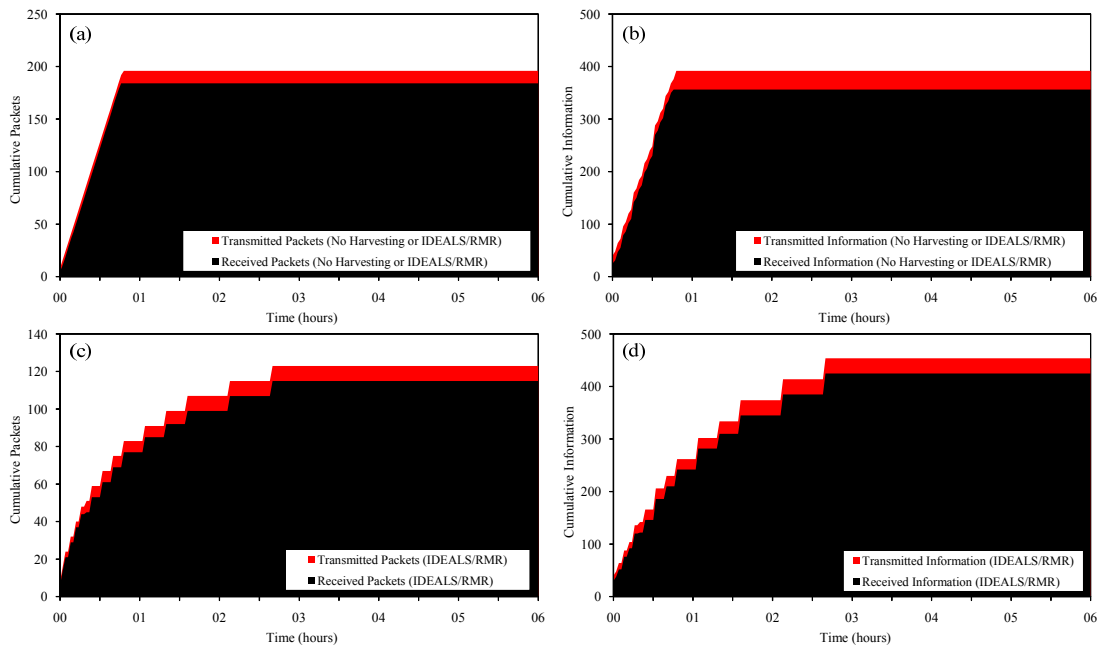 (a)
250
200
150
100
50
0
Cumulative Packets
Transmitted Packets (No Harvesting or IDEALS/RMR)
Received Packets (No Harvesting or IDEALS/RMR)
00 01 02 03 04 05 06
Time (hours)
(b)
500
400
300
200
100
0
Cumulative Information
Transmitted Information (No Harvesting or IDEALS/RMR)
Received Information (No Harvesting or IDEALS/RMR)
00 01 02 03 04 05 06
Time (hours)
(c)
140
120
100
80
60
40
20
0
Cumulative Packets
Transmitted Packets (IDEALS/RMR)
Received Packets (IDEALS/RMR)
00 01 02 03 04 05 06
Time (hours)
(d)
500
400
300
200
100
0
Cumulative Information
Transmitted Information (IDEALS/RMR)
Received Information (IDEALS/RMR)
00 01 02 03 04 05 06
Time (hours)